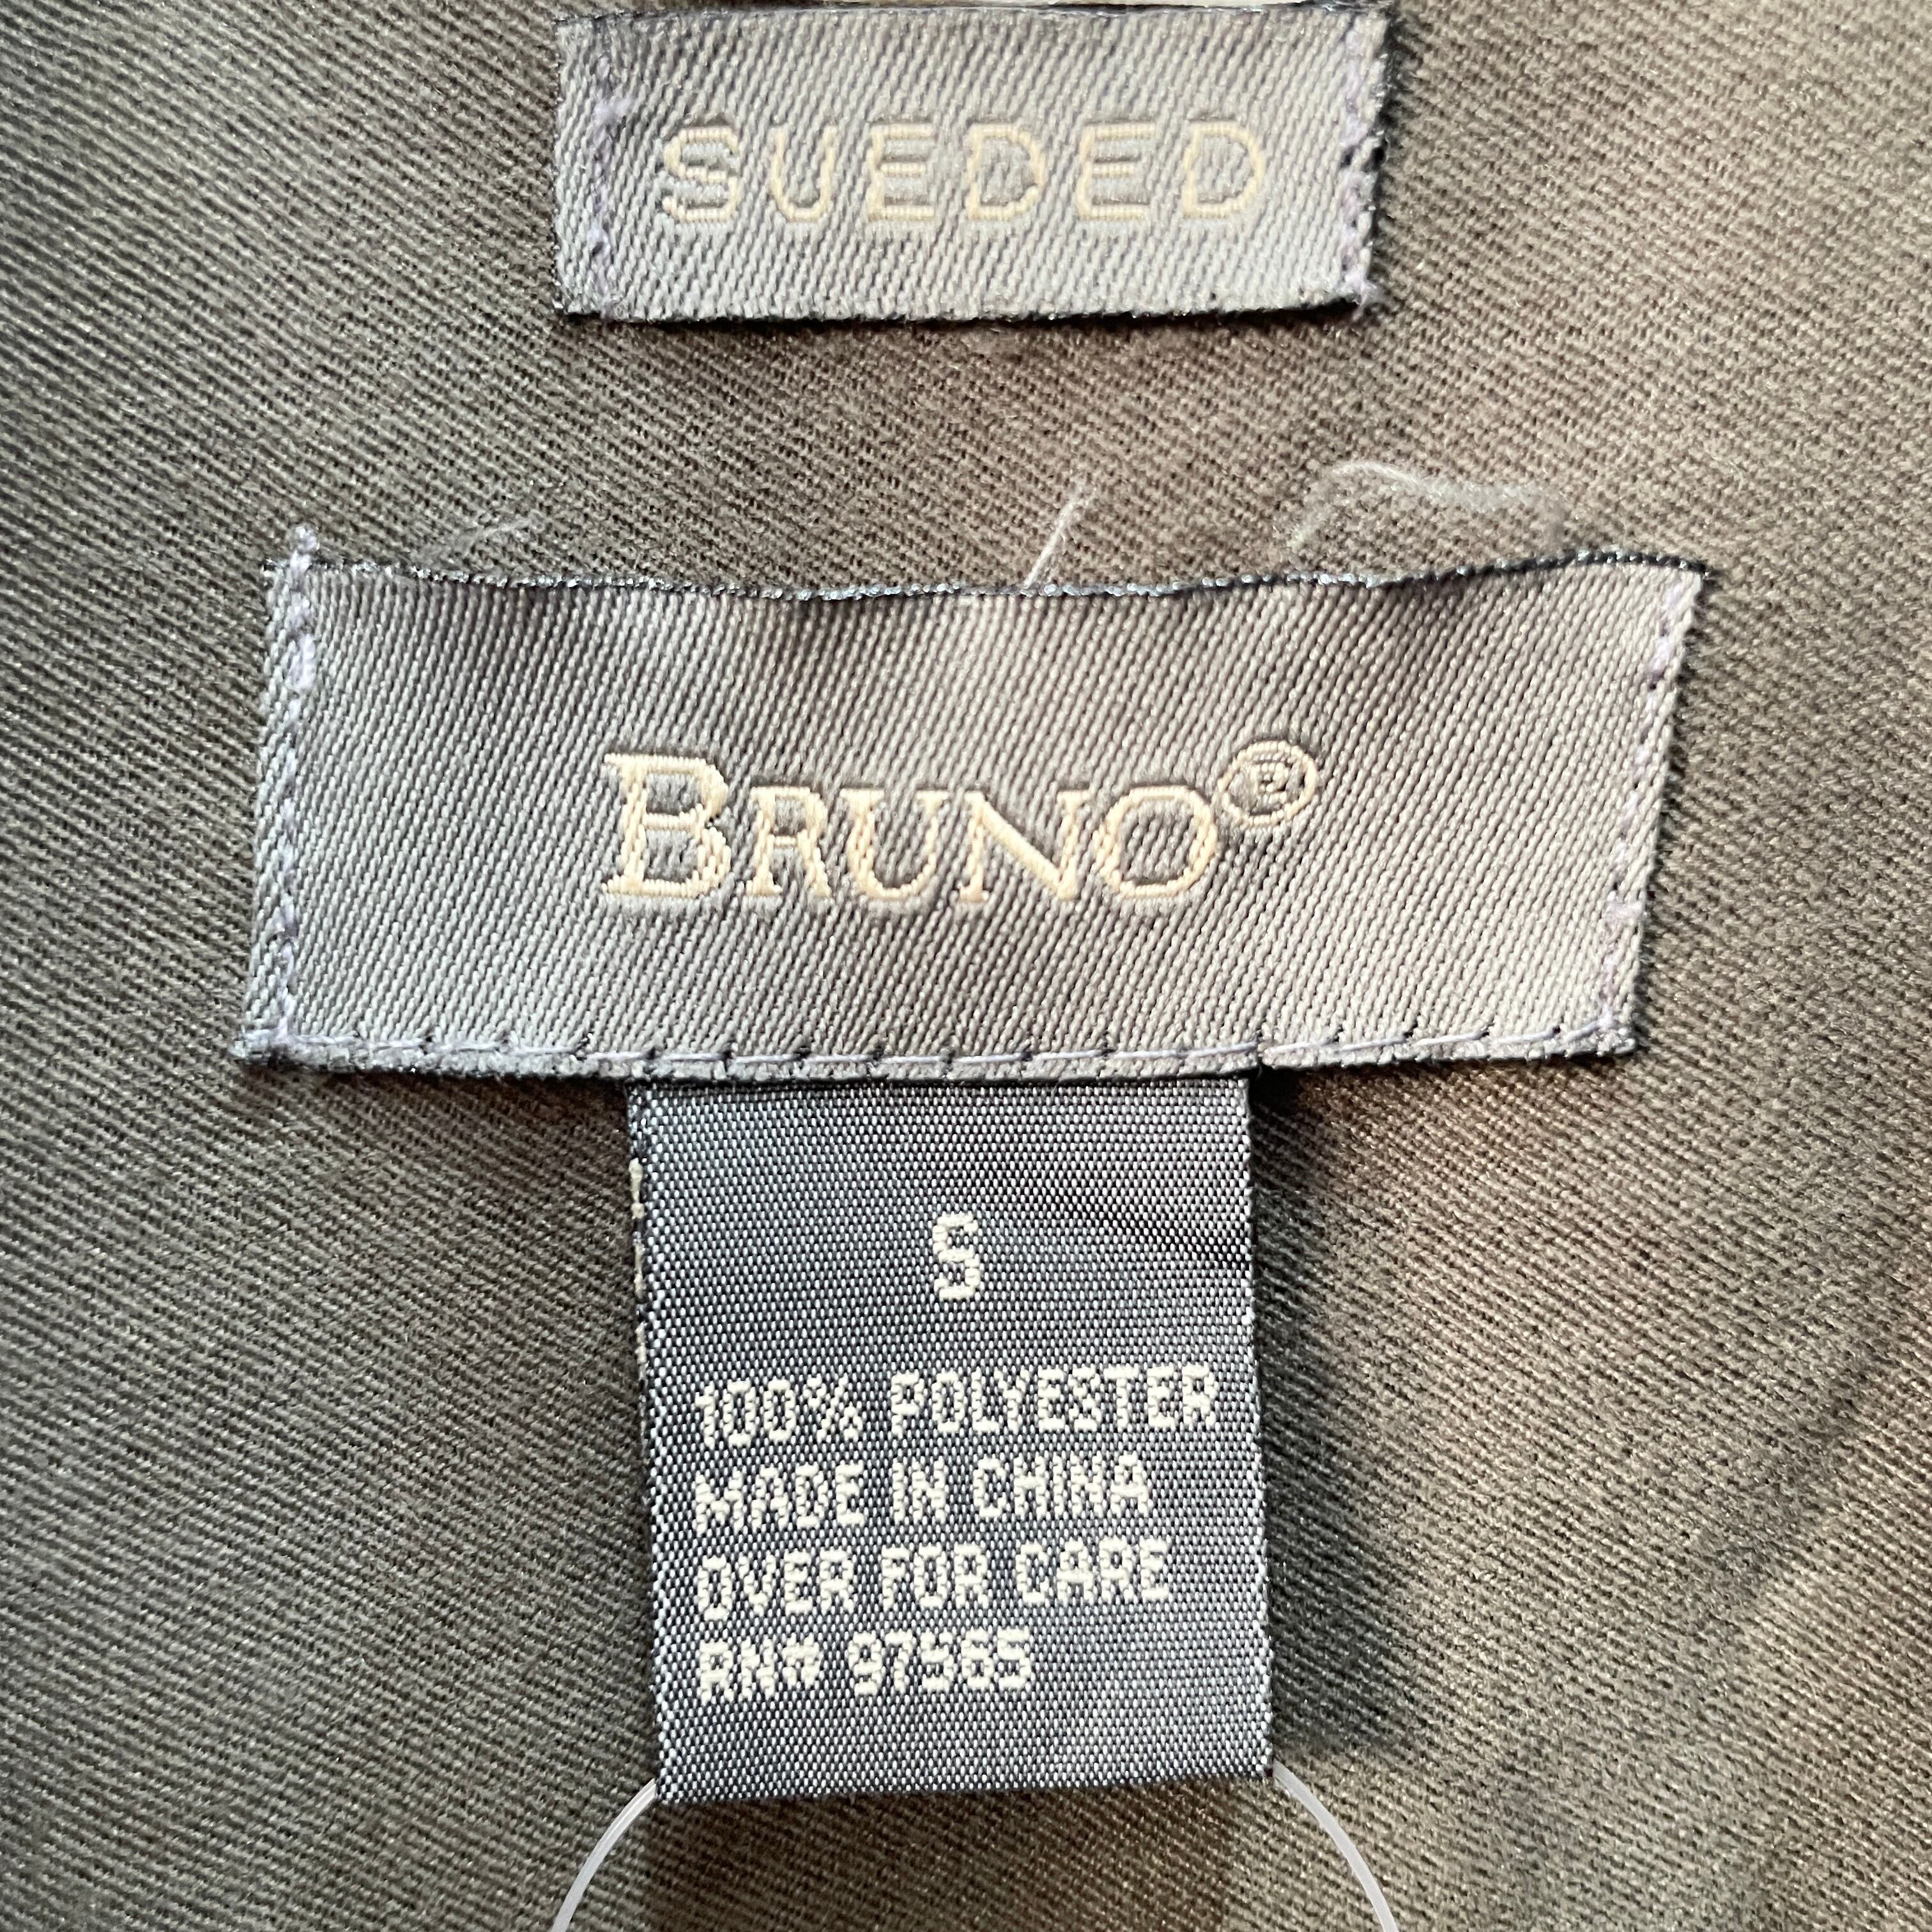 SUEDED
BRUNO®
S
100% POLYESTER
MADE IN CHINA
OVER FOR CARE
RN# 97565